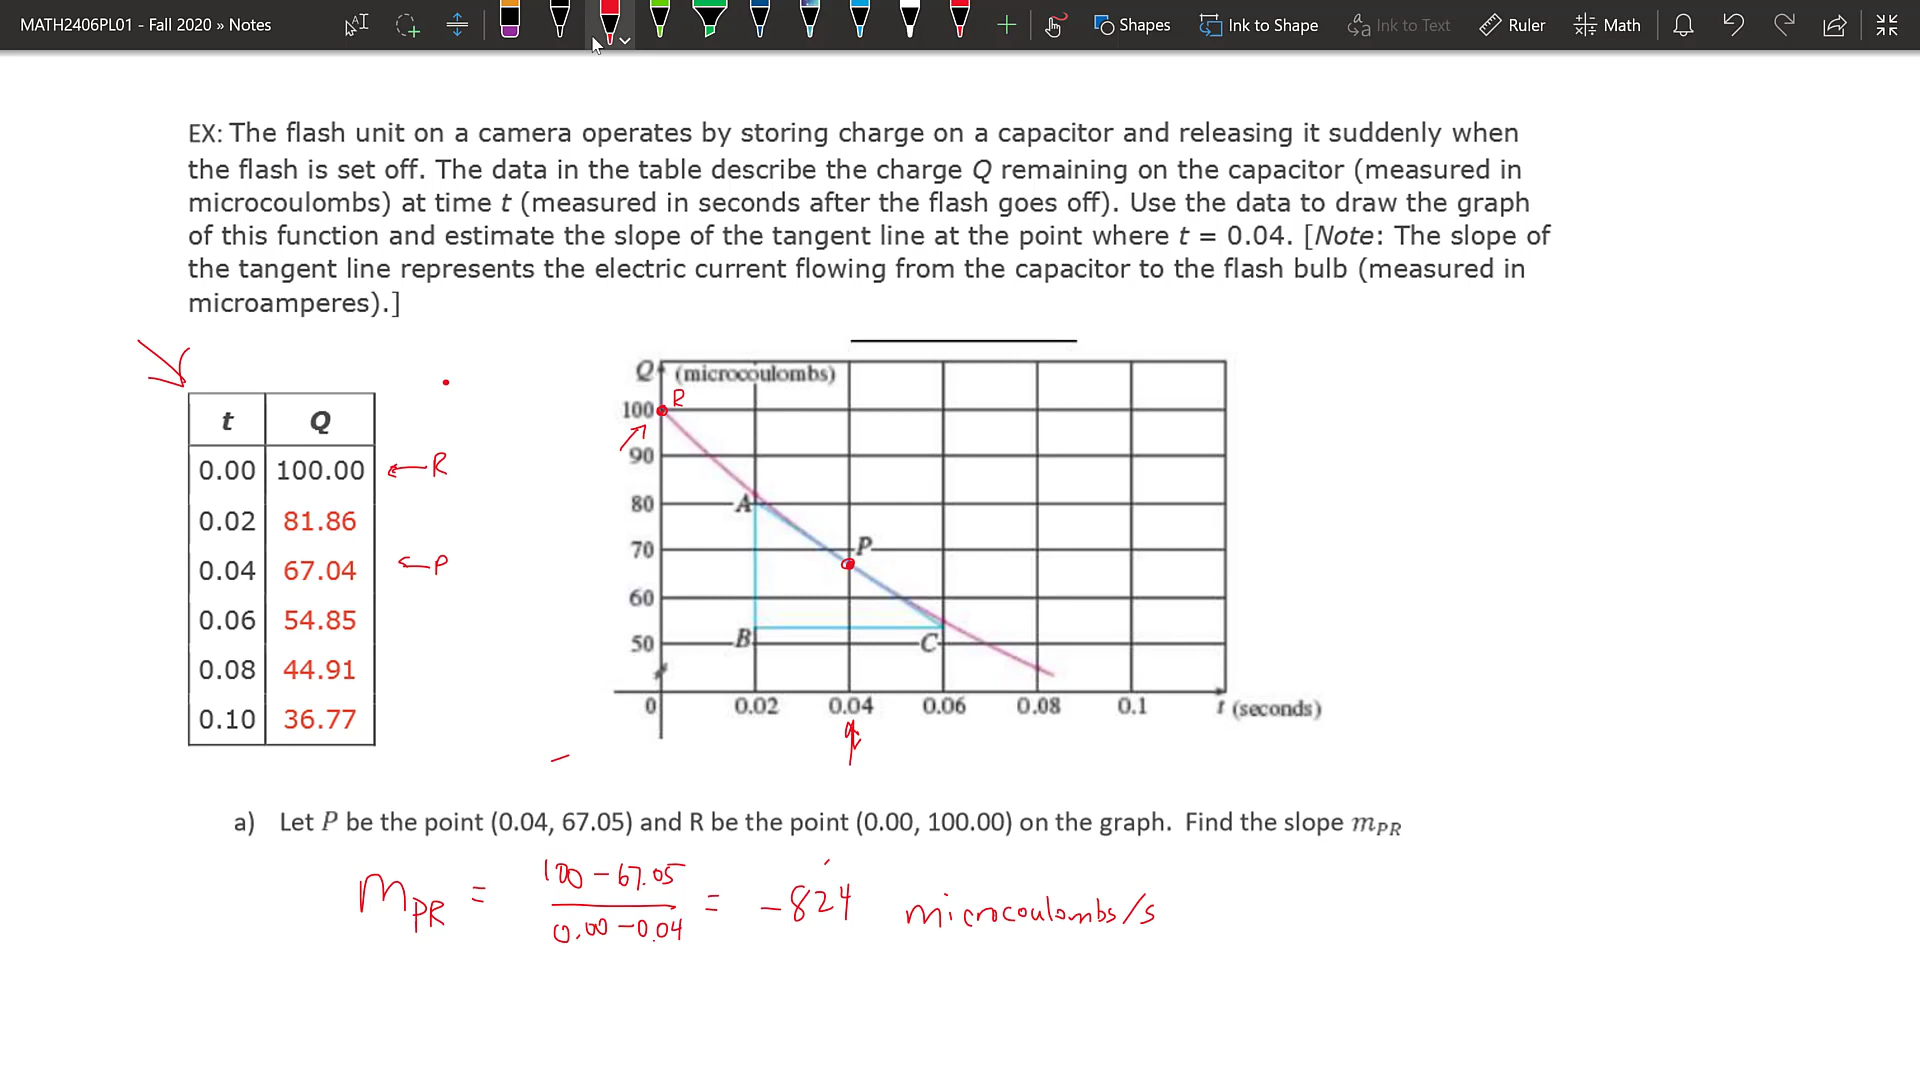 MATH2406PL01 - Fall 2020 » Notes
Shapes
Ink to Shape
Ink to Text
Ruler
Math
EX: The flash unit on a camera operates by storing charge on a capacitor and releasing it suddenly when
the flash is set off. The data in the table describe the charge Q remaining on the capacitor (measured in
microcoulombs) at time t (measured in seconds after the flash goes off). Use the data to draw the graph
of this function and estimate the slope of the tangent line at the point where t = 0.04. [Note: The slope of
the tangent line represents the electric current flowing from the capacitor to the flash bulb (measured in
microamperes).]
t Q
0.00 100.00 ← R
0.02 81.86
0.04 67.04 ← P
0.06 54.85
0.08 44.91
0.10 36.77
Q (microcoulombs)
R
100
90
80 A
70 P
60
50 B C
0 0.02 0.04 0.06 0.08 0.1 t (seconds)
a) Let P be the point (0.04, 67.05) and R be the point (0.00, 100.00) on the graph. Find the slope mPR
mPR = 100 - 67.05 / 0.00 - 0.04 = -824 microcoulombs/s